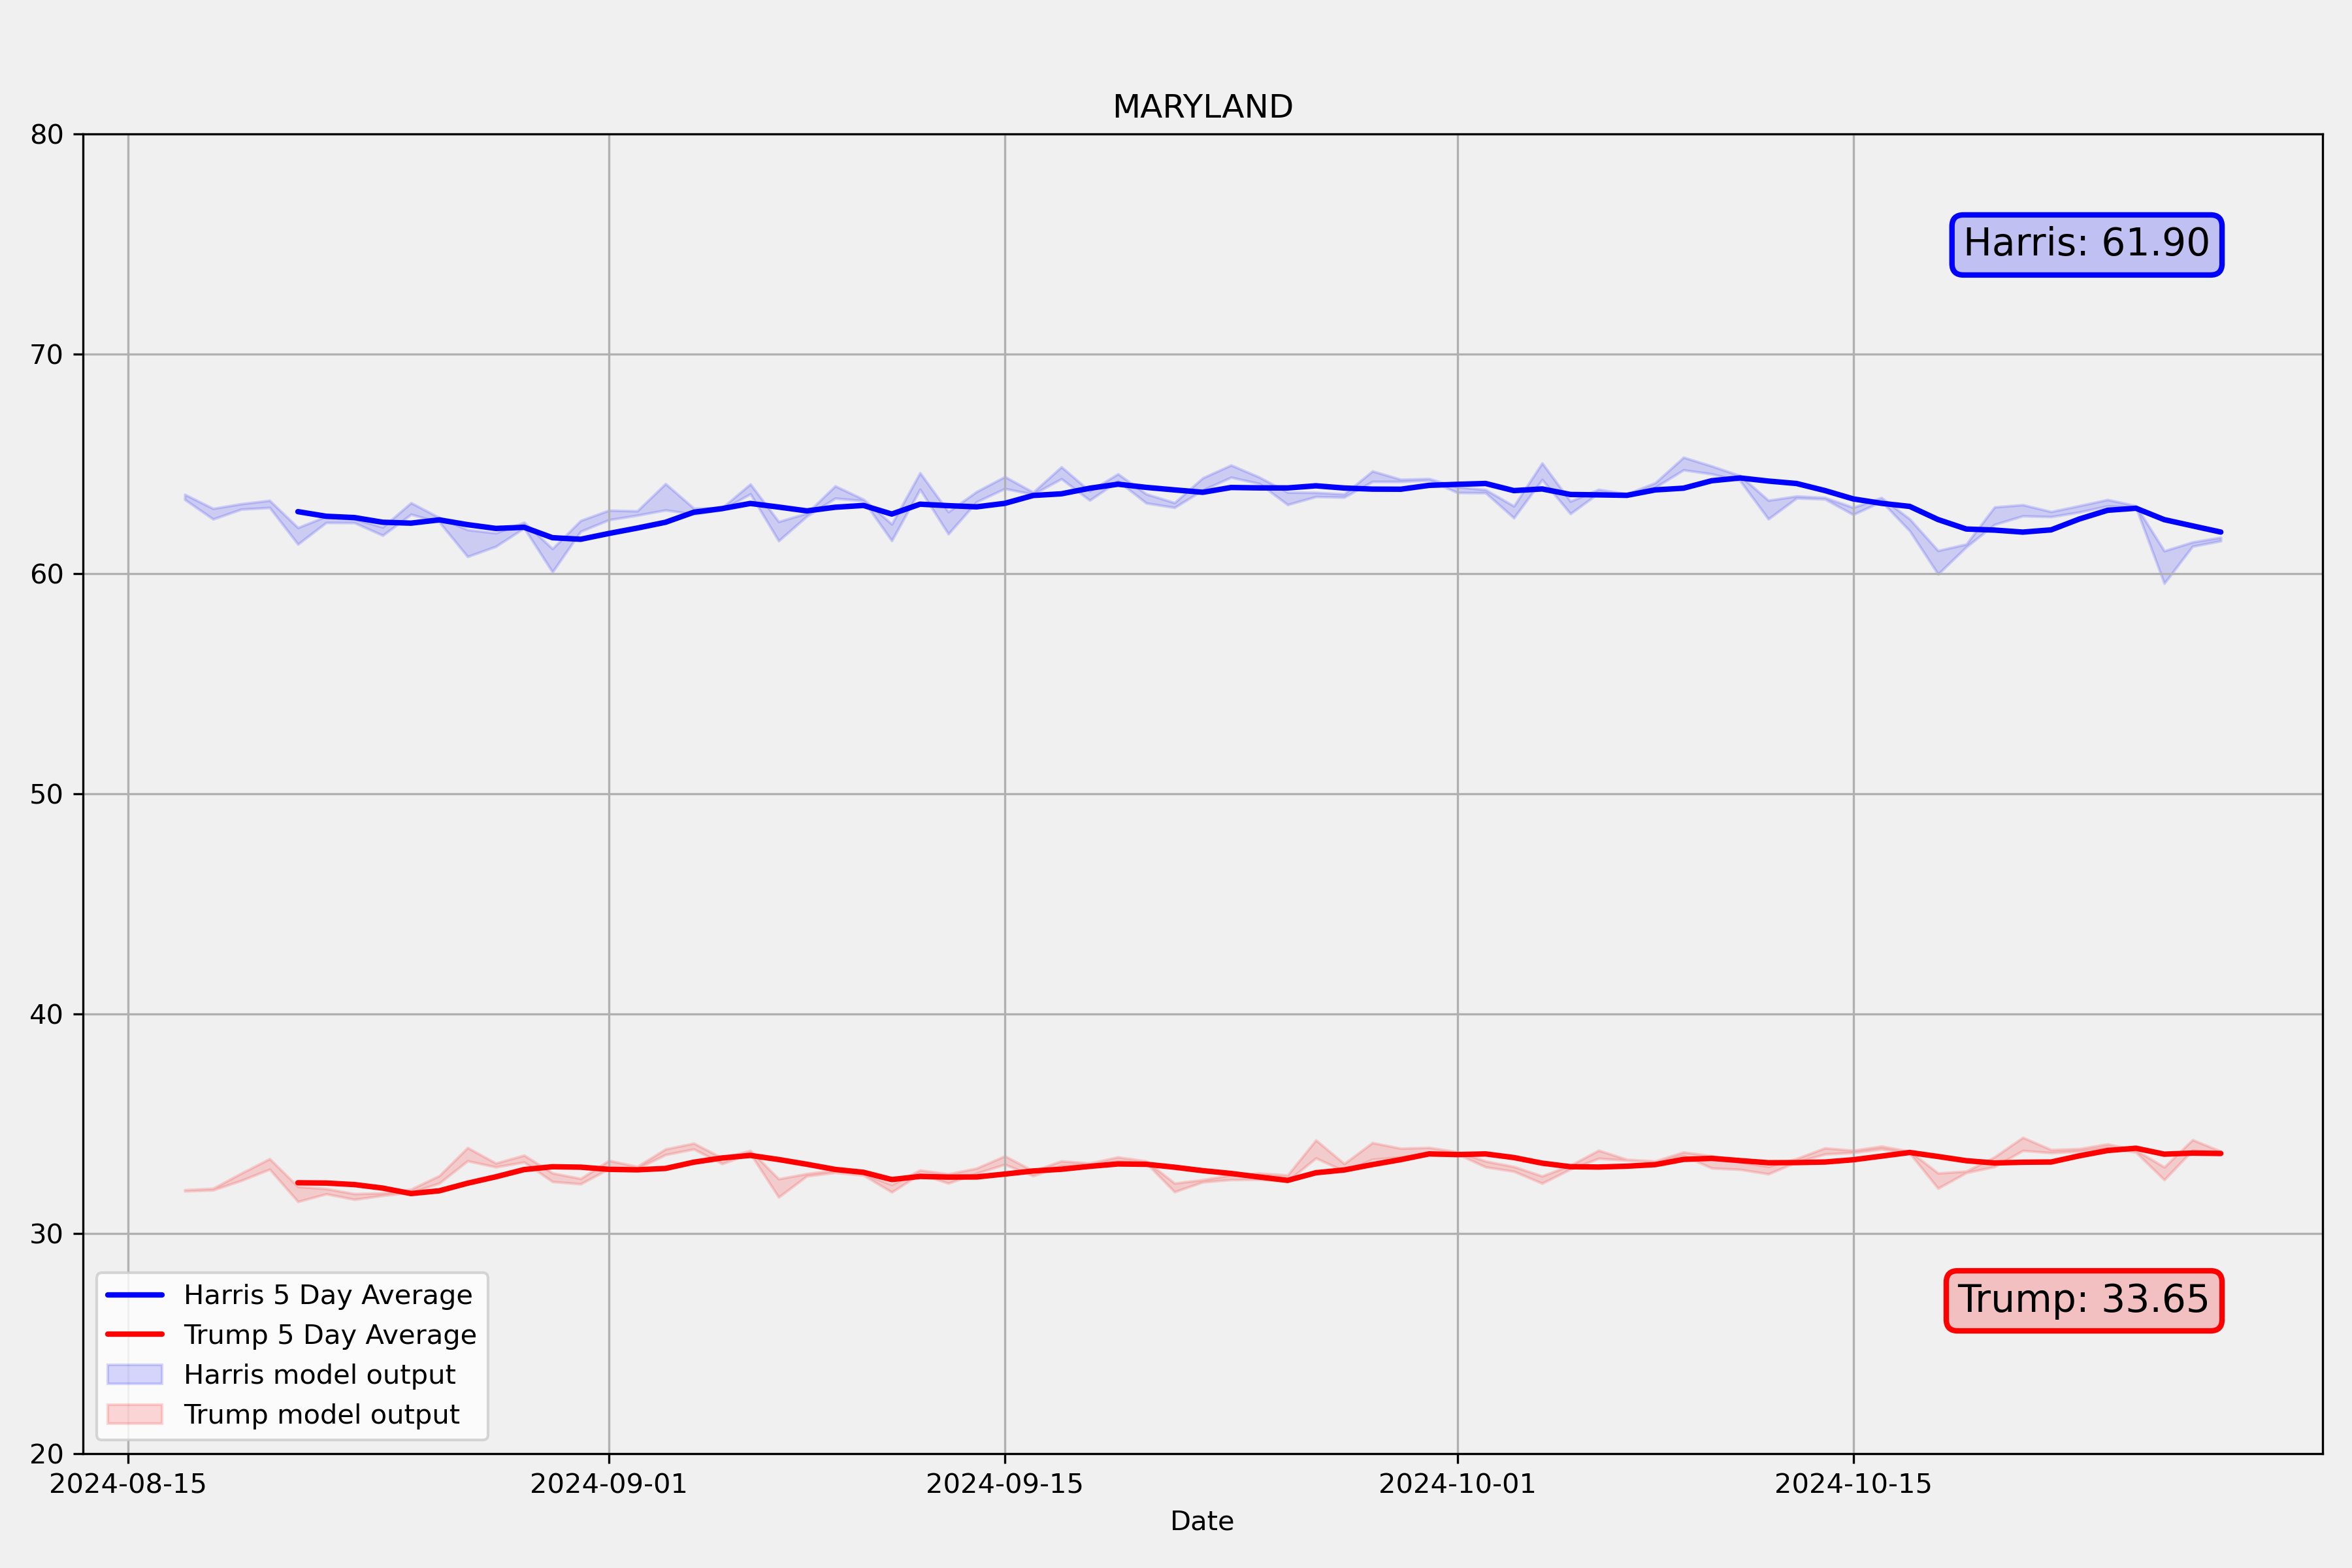 MARYLAND
80
70
60
50
40
30
20
Harris: 61.90
Trump: 33.65
Harris 5 Day Average
Trump 5 Day Average
Harris model output
Trump model output
2024-08-15
2024-09-01
2024-09-15
2024-10-01
2024-10-15
Date